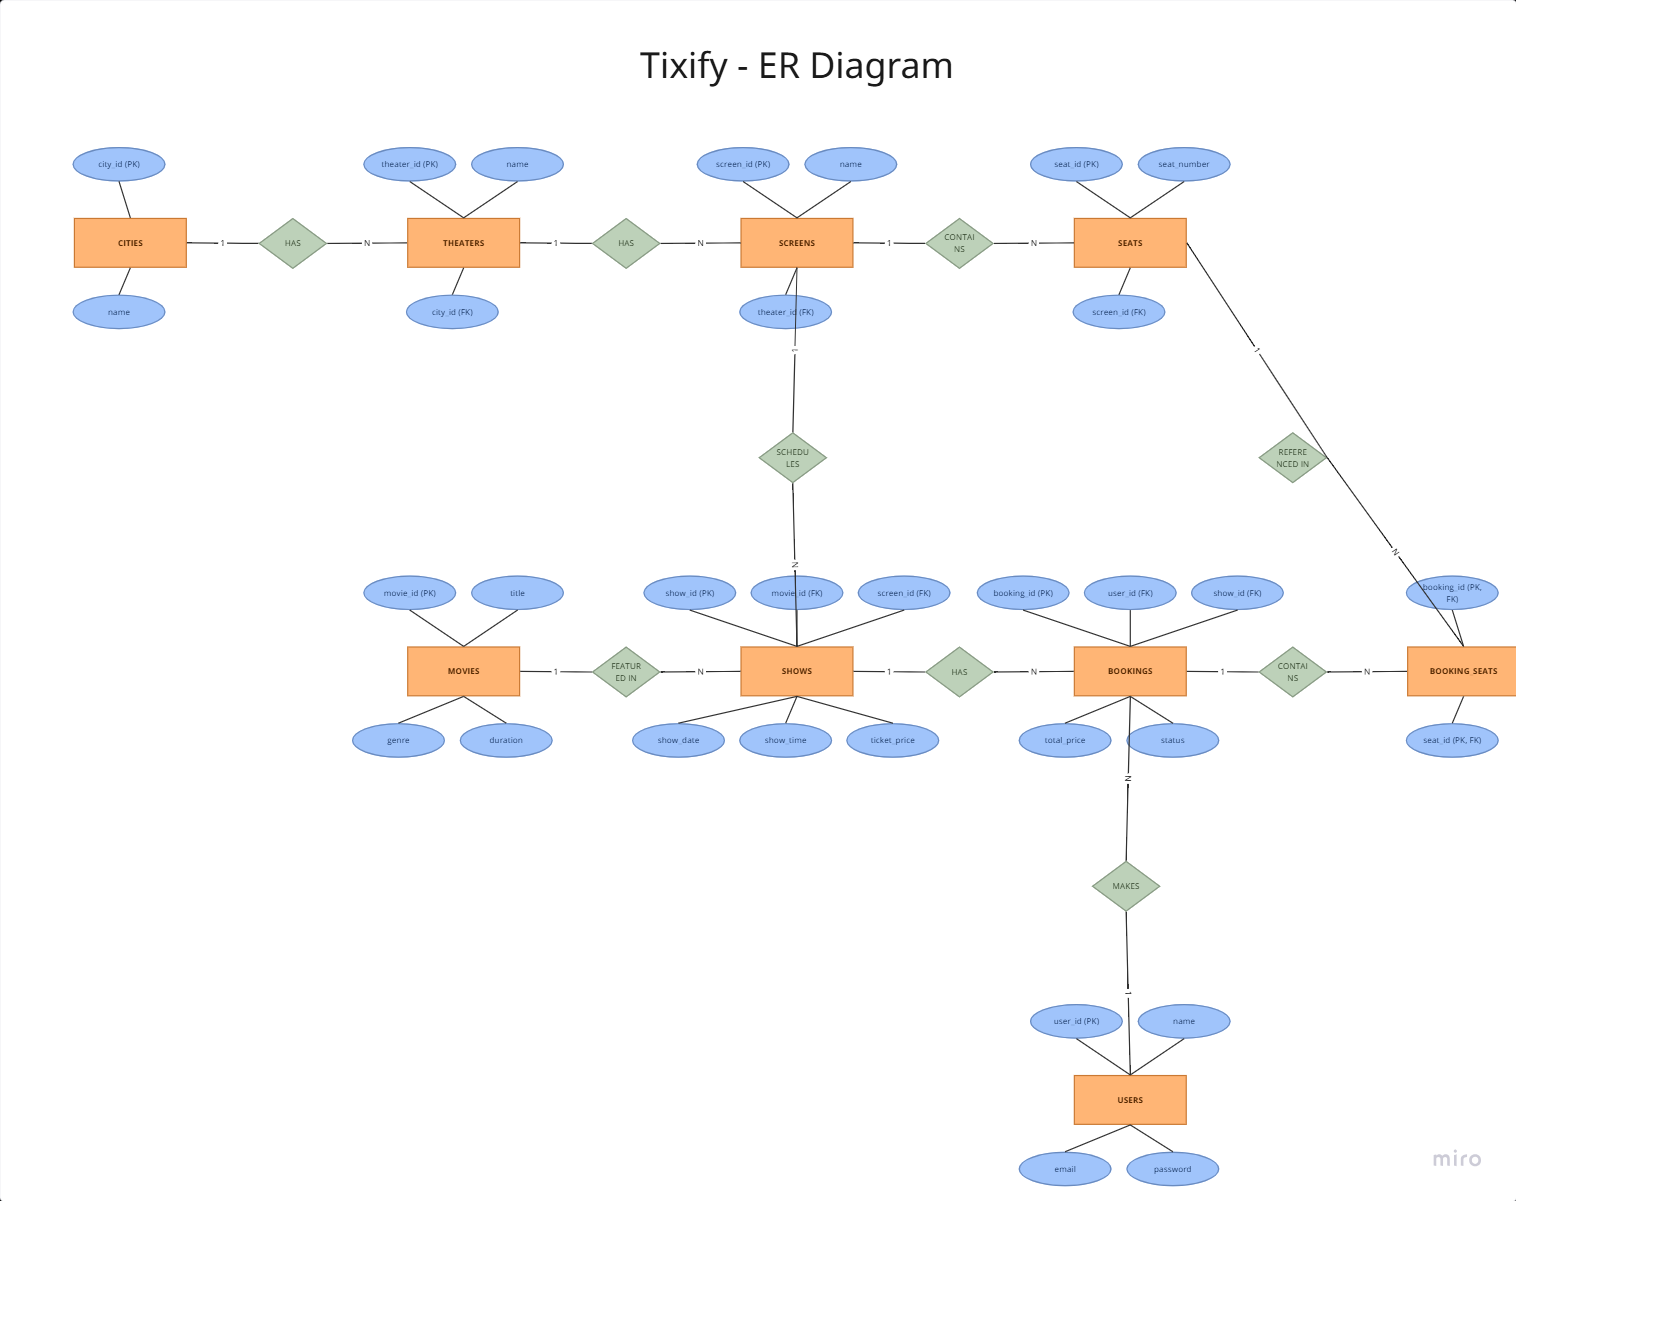 Tixify - ER Diagram
city_id (PK)
theater_id (PK)
name
screen_id (PK)
name
seat_id (PK)
seat_number
CITIES
1
HAS
N
THEATERS
1
HAS
N
SCREENS
1
CONTAI
NS
N
SEATS
name
city_id (FK)
theater_id (FK)
screen_id (FK)
1
1
SCHEDU
LES
REFERE
NCED IN
N
N
movie_id (PK)
title
show_id (PK)
movie_id (FK)
screen_id (FK)
booking_id (PK)
user_id (FK)
show_id (FK)
booking_id (PK,
FK)
MOVIES
1
FEATUR
ED IN
N
SHOWS
1
HAS
N
BOOKINGS
1
CONTAI
NS
N
BOOKING SEATS
genre
duration
show_date
show_time
ticket_price
total_price
status
seat_id (PK, FK)
N
MAKES
1
user_id (PK)
name
USERS
email
password
miro